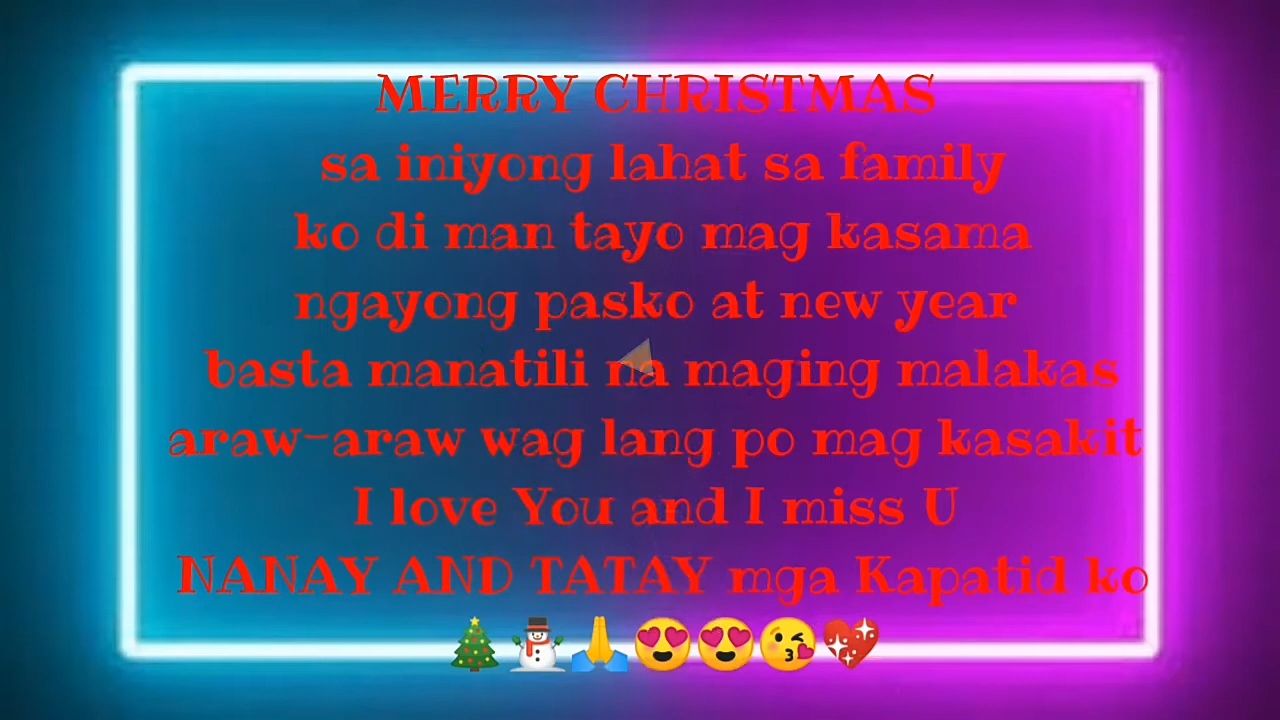 MERRY CHRISTMAS
sa iniyong lahat sa family
ko di man tayo mag kasama
ngayong pasko at new year
basta manatili na maging malakas
araw-araw wag lang po mag kasakit
I love You and I miss U
NANAY AND TATAY mga Kapatid ko
🎄⛄🙏😍😍😘💖